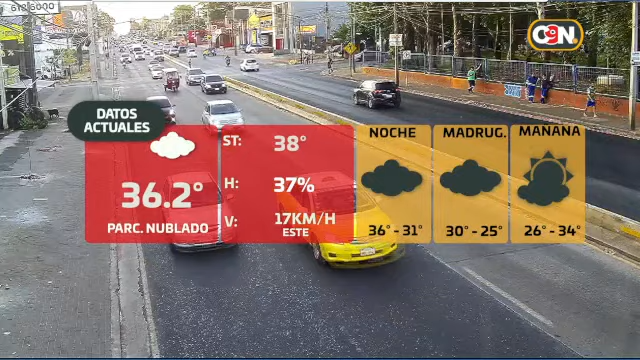 C9N
DATOS
ACTUALES
36.2°
PARC. NUBLADO
ST: 38°
H: 37%
V: 17KM/H
ESTE
NOCHE
36° - 31°
MADRUG.
30° - 25°
MAÑANA
26° - 34°